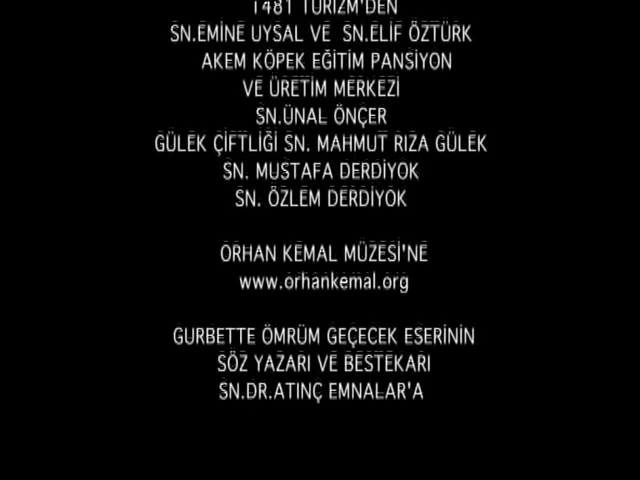 1481 TURİZM'DEN
SN.EMİNE UYSAL VE SN.ELİF ÖZTÜRK
AKEM KÖPEK EĞİTİM PANSİYON
VE ÜRETİM MERKEZİ
SN.ÜNAL ÖNÇER
GÜLEK ÇİFTLİĞİ SN. MAHMUT RIZA GÜLEK
SN. MUSTAFA DERDİYOK
SN. ÖZLEM DERDİYOK
ORHAN KEMAL MÜZESİ'NE
www.orhankemal.org
GURBETTE ÖMRÜM GEÇECEK ESERİNİN
SÖZ YAZARI VE BESTEKARI
SN.DR.ATINÇ EMNALAR'A